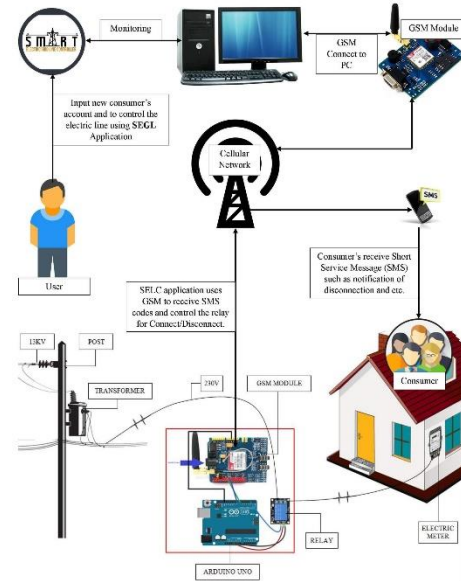 SMART
Monitoring
GSM
Connect to
PC
GSM Module
Input new consumer's
account and to control the
electric line using SEGL
Application
Cellular
Network
SMS
User
SELC application uses
GSM to receive SMS
codes and control the
relay for
Connect/Disconnect.
Consumer's receive Short
Service Message (SMS)
such as notification of
disconnection and etc.
Consumer
13KV
POST
TRANSFORMER
230V
GSM MODULE
RELAY
ELECTRIC
METER
ARDUINO UNO